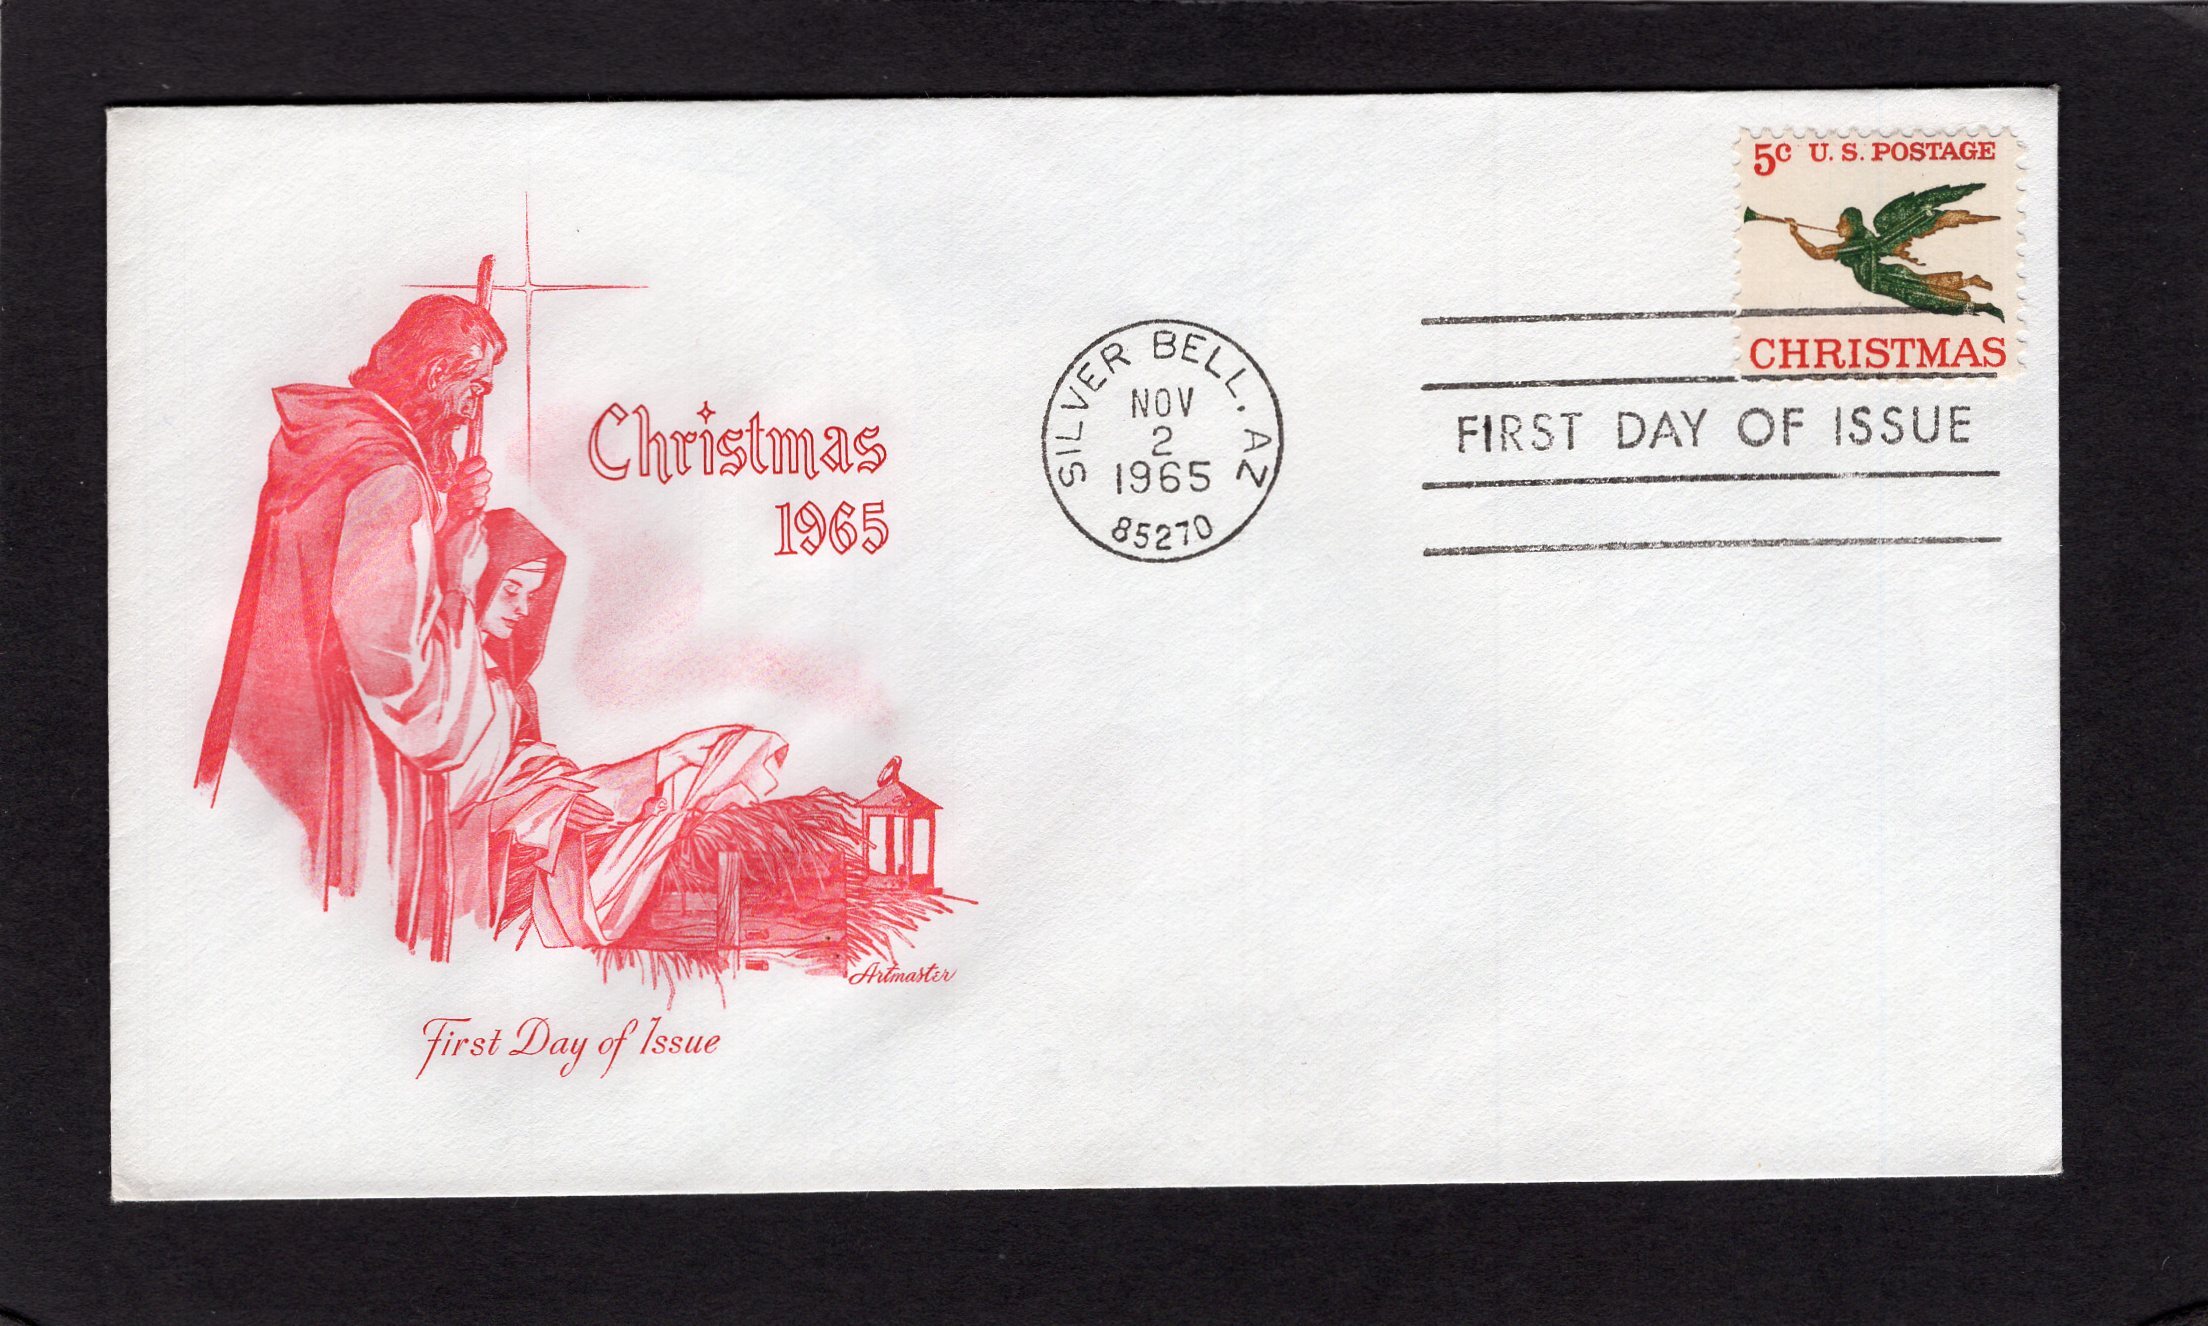 5c U. S. POSTAGE
CHRISTMAS
SILVER BELL, AZ
NOV
2
1965
85270
FIRST DAY OF ISSUE
Christmas
1965
Artmaster
First Day of Issue